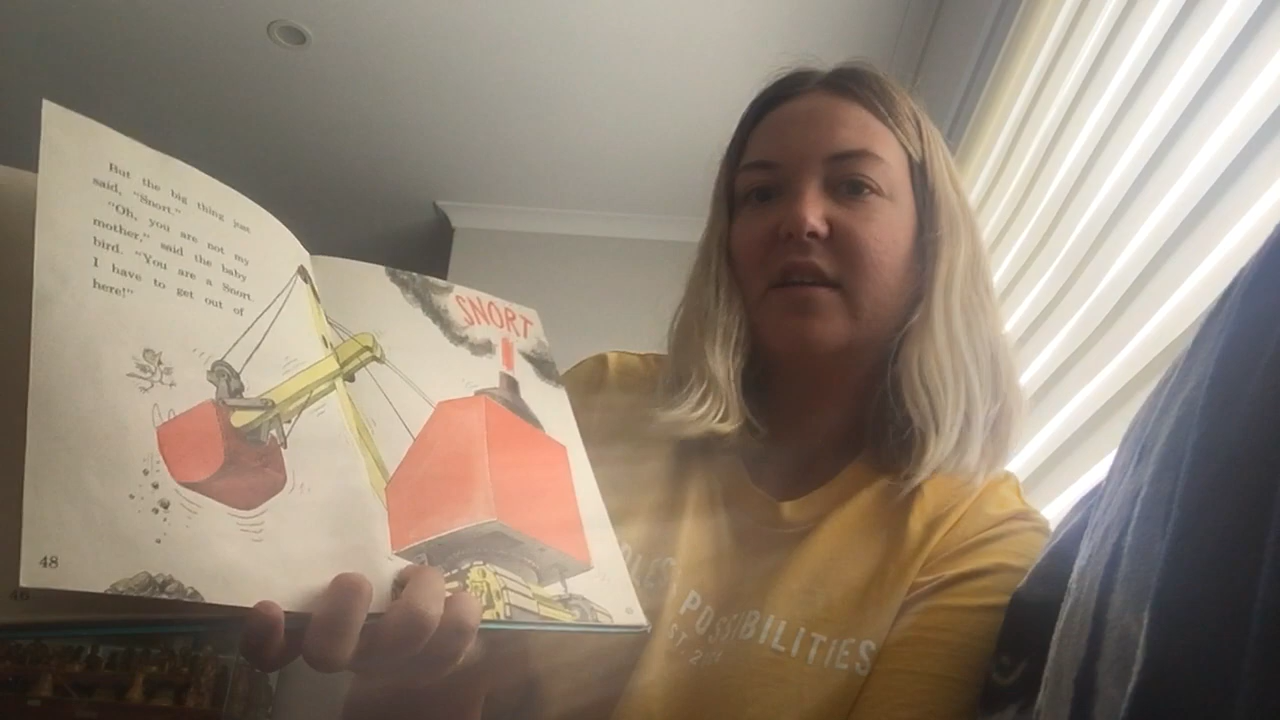 But the big thing just
said, "Snort."
"Oh, you are not my
mother," said the baby
bird. "You are a Snort.
I have to get out of
here!"
SNORT
48
46
POSSIBILITIES